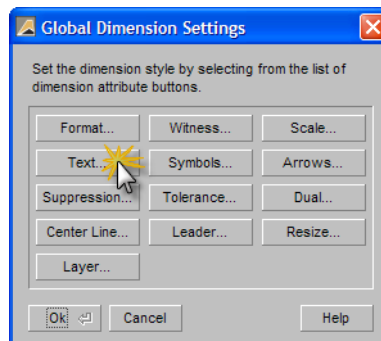 Global Dimension Settings
Set the dimension style by selecting from the list of
dimension attribute buttons.
Format... Witness... Scale...
Text... Symbols... Arrows...
Suppression... Tolerance... Dual...
Center Line... Leader... Resize...
Layer...
Ok Cancel Help